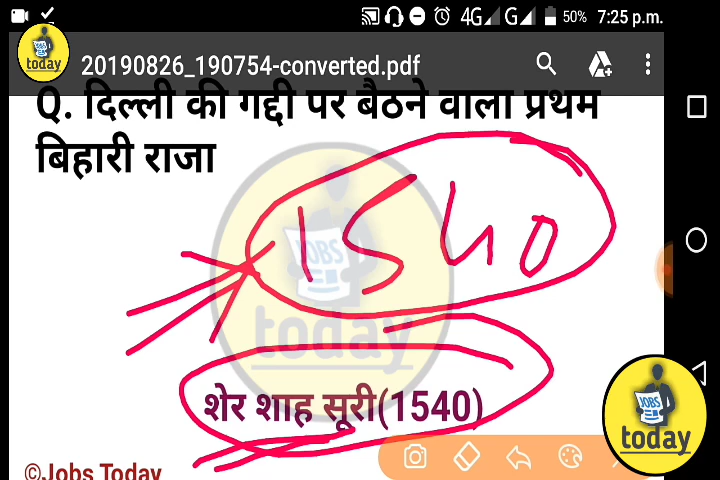 50% 7:25 p.m.
4G G
JOBS
today
20190826_190754-converted.pdf
Q. दिल्ली की गद्दी पर बैठने वाला प्रथम
बिहारी राजा
1540
JOBS
today
शेर शाह सूरी(1540)
JOBS
today
©Jobs Today